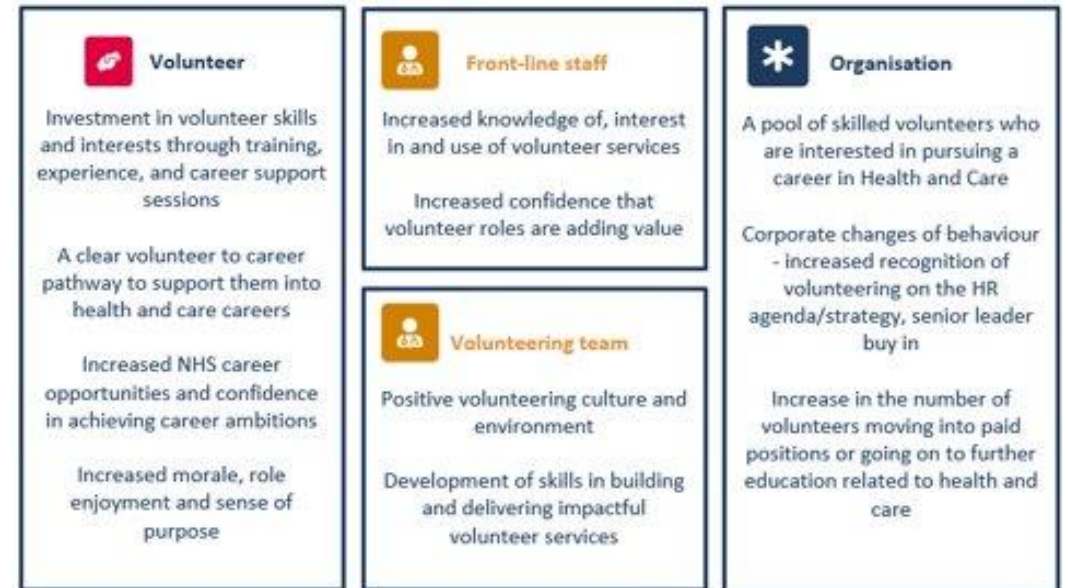 Volunteer
Investment in volunteer skills
and interests through training,
experience, and career support
sessions
A clear volunteer to career
pathway to support them into
health and care careers
Increased NHS career
opportunities and confidence
in achieving career ambitions
Increased morale, role
enjoyment and sense of
purpose
Front-line staff
Increased knowledge of, interest
in and use of volunteer services
Increased confidence that
volunteer roles are adding value
Volunteering team
Positive volunteering culture and
environment
Development of skills in building
and delivering impactful
volunteer services
Organisation
A pool of skilled volunteers who
are interested in pursuing a
career in Health and Care
Corporate changes of behaviour
- increased recognition of
volunteering on the HR
agenda/strategy, senior leader
buy in
Increase in the number of
volunteers moving into paid
positions or going on to further
education related to health and
care